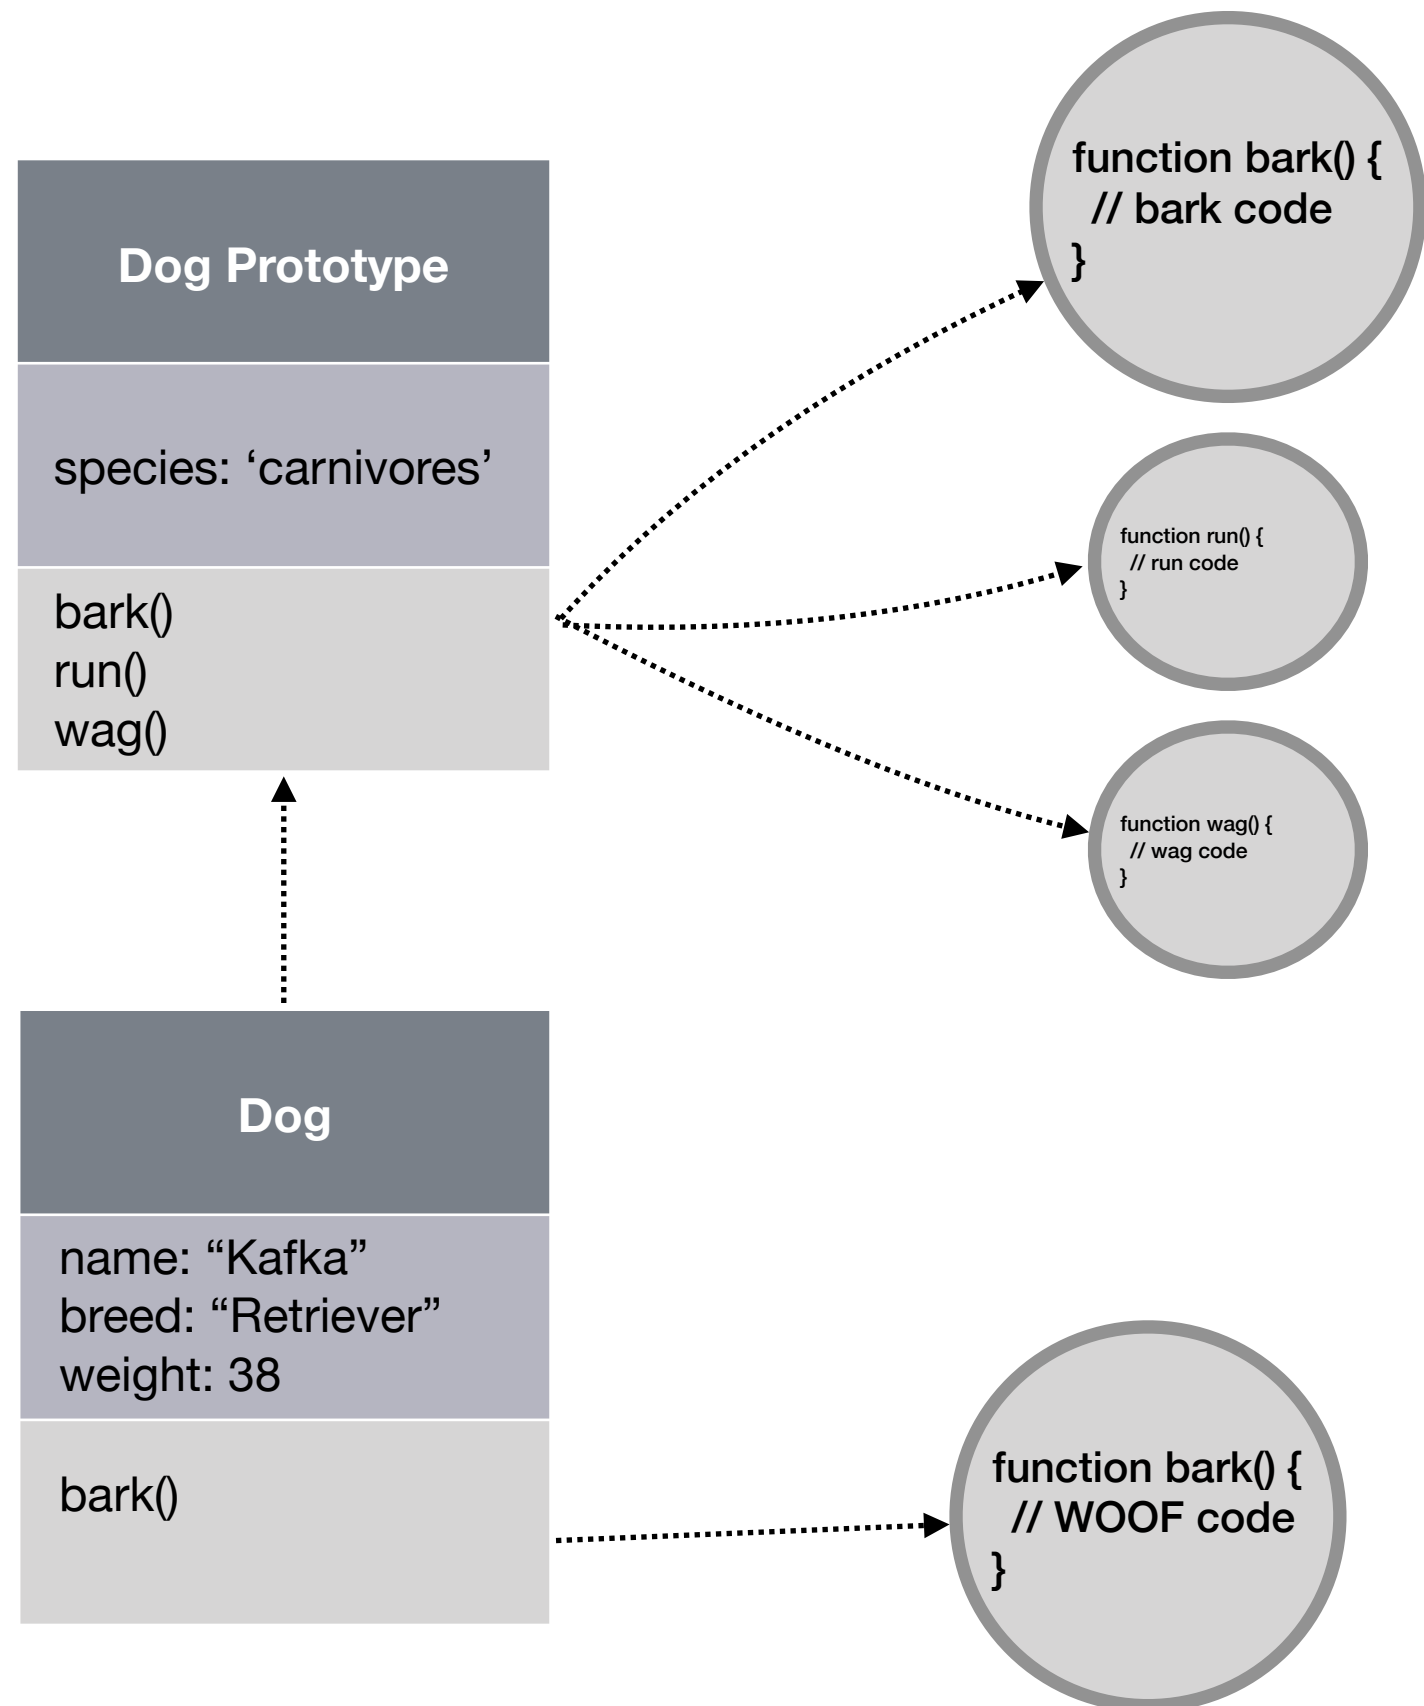 Dog Prototype
species: ‘carnivores’
bark()
run()
wag()
function bark() {
// bark code
}
function run() {
// run code
}
function wag() {
// wag code
}
Dog
name: “Kafka”
breed: “Retriever”
weight: 38
bark()
function bark() {
// WOOF code
}